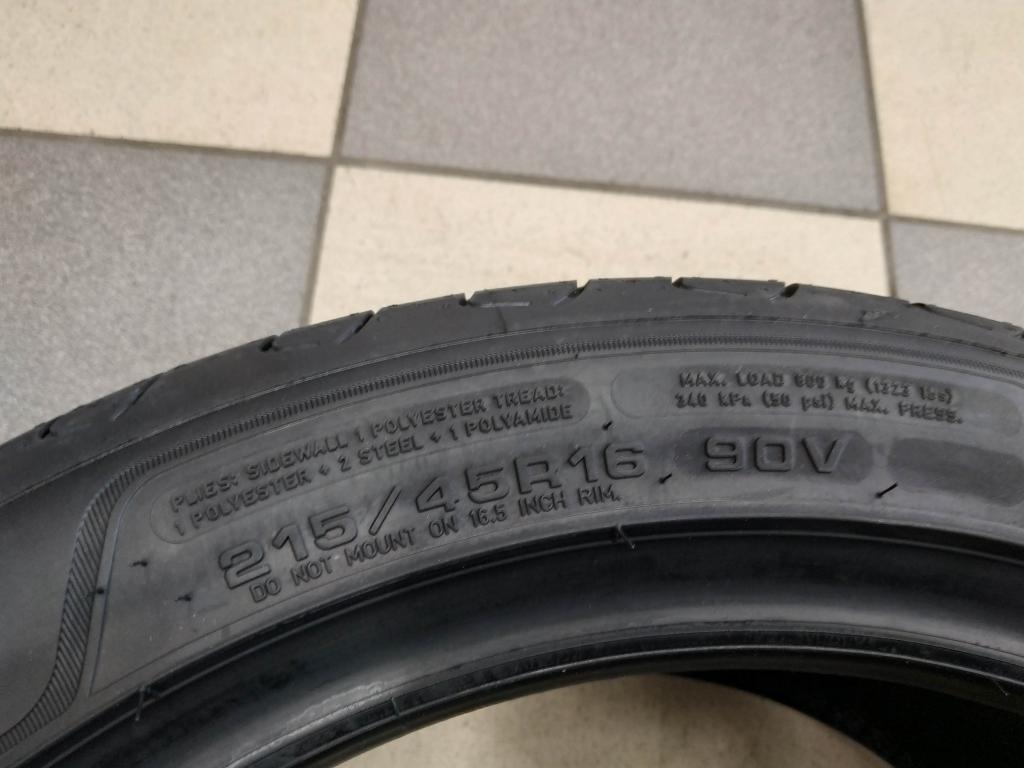 PLIES: SIDEWALL 1 POLYESTER TREAD:
1 POLYESTER + 2 STEEL + 1 POLYAMIDE
MAX. LOAD 600 kg (1323 lbs)
340 kPa (50 psi) MAX. PRESS.
215/45R16 90V
DO NOT MOUNT ON 16.5 INCH RIM.